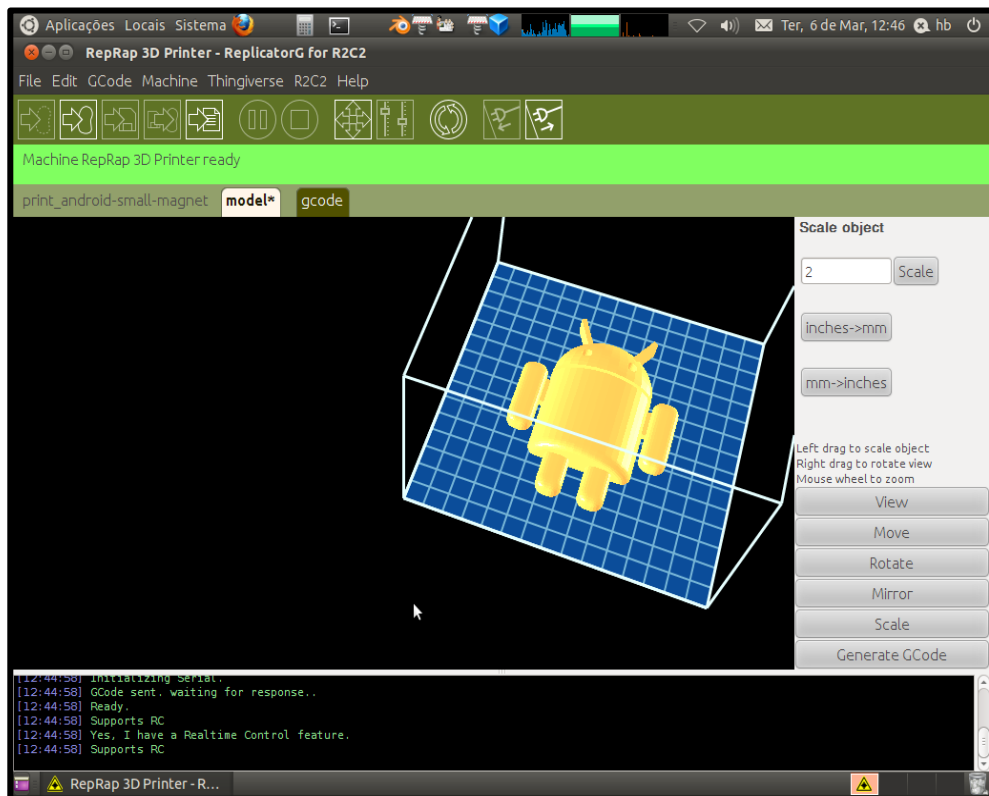 Aplicações Locais Sistema Ter, 6 de Mar, 12:46 hb
RepRap 3D Printer - ReplicatorG for R2C2
File Edit GCode Machine Thingiverse R2C2 Help
Machine RepRap 3D Printer ready
print_android-small-magnet model* gcode
Scale object
2 Scale
inches->mm
mm->inches
Left drag to scale object
Right drag to rotate view
Mouse wheel to zoom
View
Move
Rotate
Mirror
Scale
Generate GCode
[12:44:58] Initializing Serial.
[12:44:58] GCode sent. waiting for response..
[12:44:58] Ready.
[12:44:58] Supports RC
[12:44:58] Yes, I have a Realtime Control feature.
[12:44:58] Supports RC
RepRap 3D Printer - R...